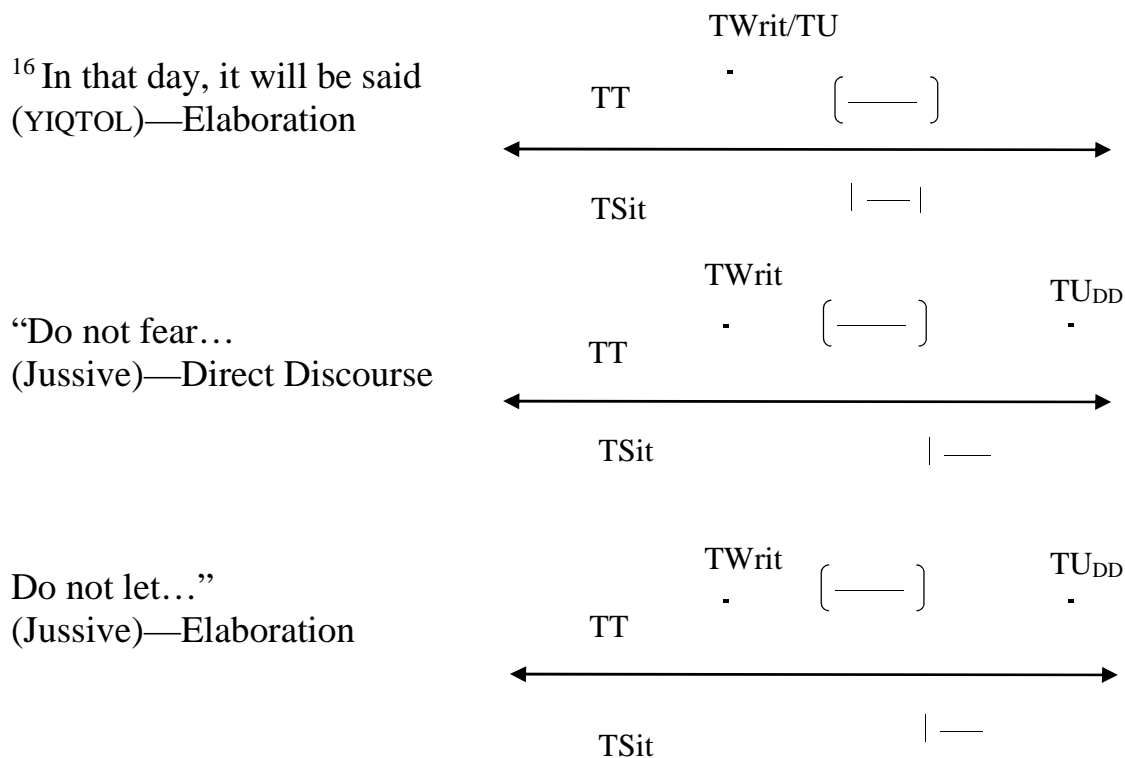 TWrit/TU
16 In that day, it will be said
(YIQTOL)—Elaboration
TT
TSit
TWrit
TUDD
“Do not fear…
(Jussive)—Direct Discourse
TT
TSit
TWrit
TUDD
Do not let…”
(Jussive)—Elaboration
TT
TSit